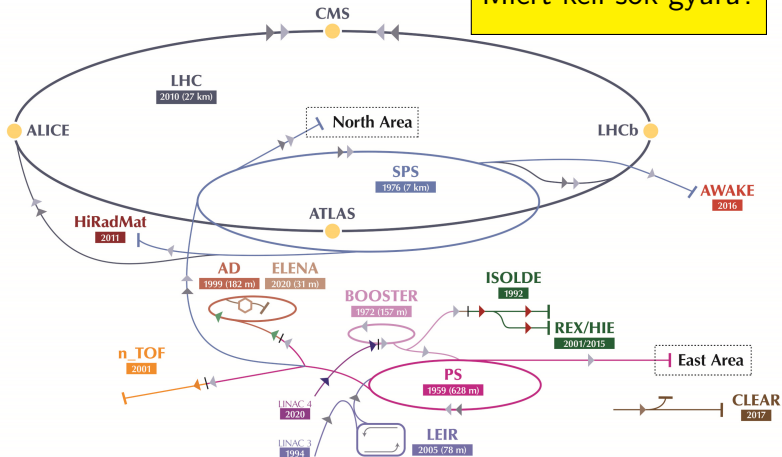 Miért kell sok gyűrű?
CMS
LHC
2010 (27 km)
ALICE
North Area
LHCb
SPS
1976 (7 km)
AWAKE
2016
ATLAS
HiRadMat
2011
AD
1999 (182 m)
ELENA
2020 (31 m)
ISOLDE
1992
BOOSTER
1972 (157 m)
REX/HIE
2001/2015
n_TOF
2001
East Area
PS
1959 (628 m)
LINAC 4
2020
CLEAR
2017
LINAC 3
1994
LEIR
2005 (78 m)